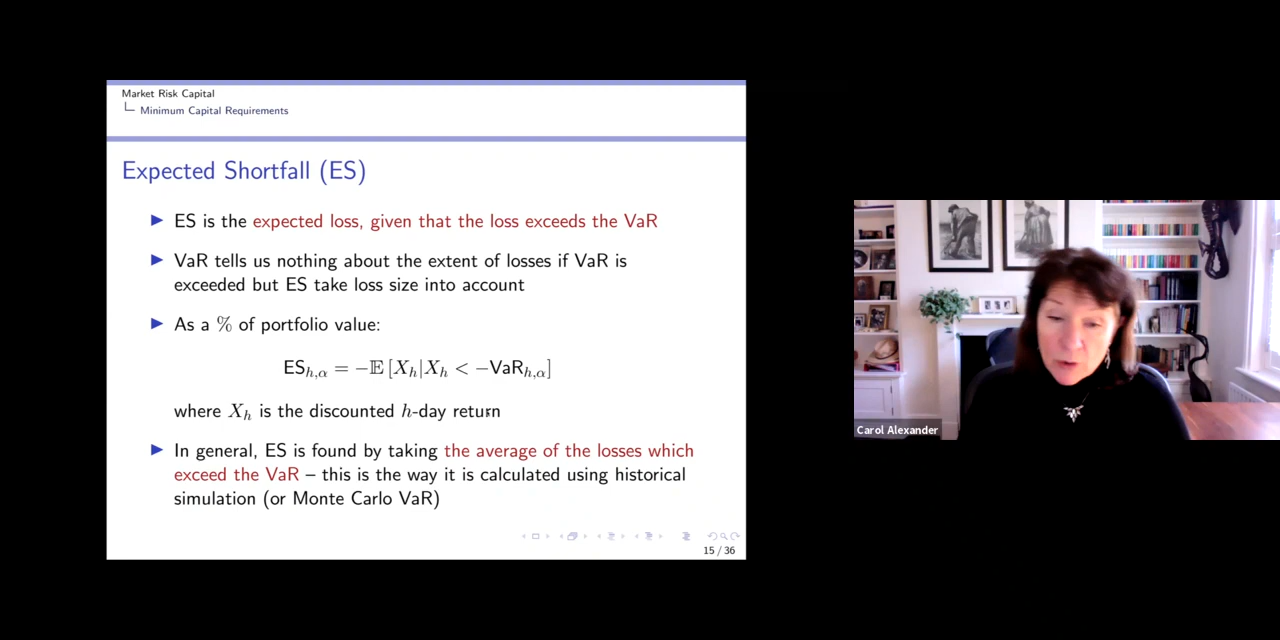 Market Risk Capital
Minimum Capital Requirements
Expected Shortfall (ES)
▶ ES is the expected loss, given that the loss exceeds the VaR
▶ VaR tells us nothing about the extent of losses if VaR is
exceeded but ES take loss size into account
▶ As a % of portfolio value:
ES_{h,α} = −𝔼 [X_h|X_h < −VaR_{h,α}]
where X_h is the discounted h-day return
▶ In general, ES is found by taking the average of the losses which
exceed the VaR – this is the way it is calculated using historical
simulation (or Monte Carlo VaR)
15 / 36
Carol Alexander